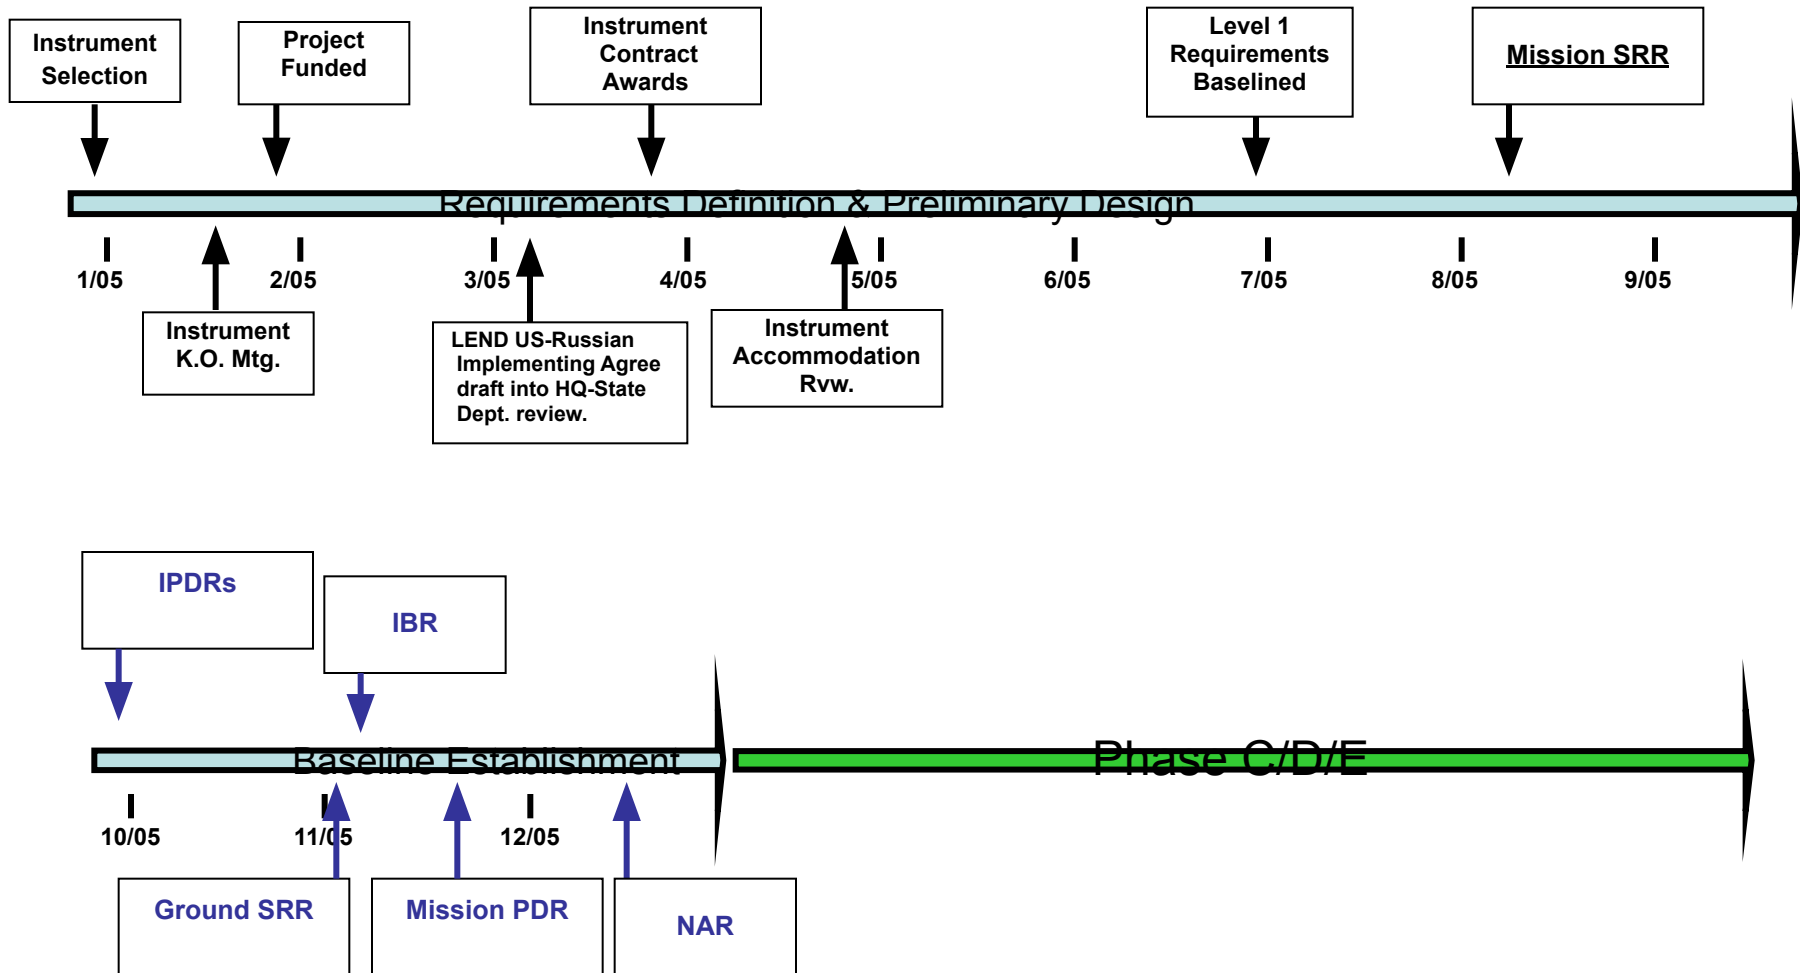 Instrument
Selection
Project
Funded
Instrument
Contract
Awards
Level 1
Requirements
Baselined
Mission SRR
Requirements Definition & Preliminary Design
1/05
2/05
3/05
4/05
5/05
6/05
7/05
8/05
9/05
Instrument
K.O. Mtg.
LEND US-Russian
Implementing Agree
draft into HQ-State
Dept. review.
Instrument
Accommodation
Rvw.
IPDRs
IBR
Baseline Establishment
Phase C/D/E
10/05
11/05
12/05
Ground SRR
Mission PDR
NAR